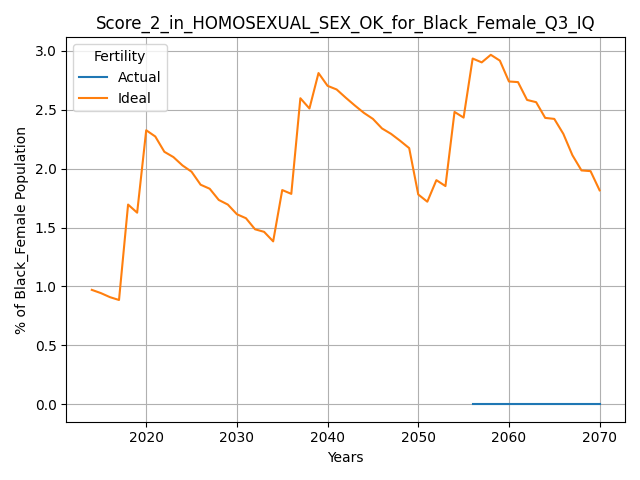 Score_2_in_HOMOSEXUAL_SEX_OK_for_Black_Female_Q3_IQ
Fertility
Actual
Ideal
% of Black_Female Population
3.0
2.5
2.0
1.5
1.0
0.5
0.0
2020 2030 2040 2050 2060 2070
Years